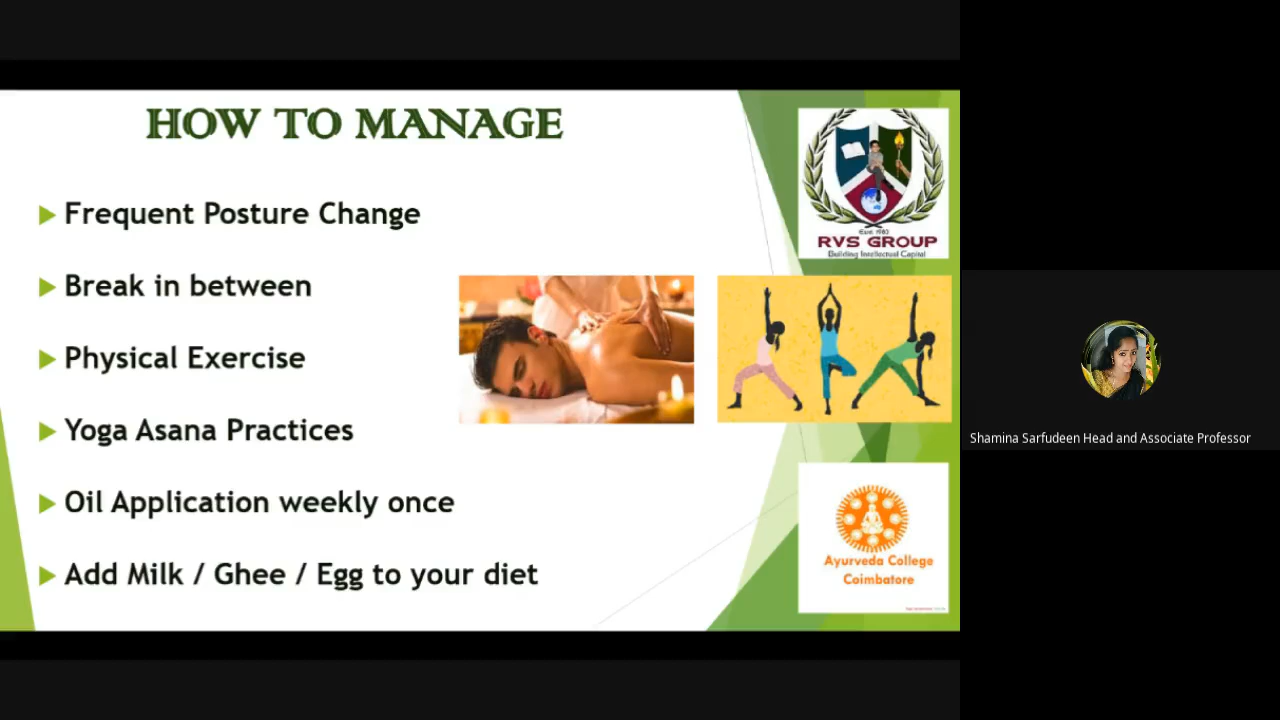 HOW TO MANAGE
Frequent Posture Change
Break in between
Physical Exercise
Yoga Asana Practices
Oil Application weekly once
Add Milk / Ghee / Egg to your diet
Estd. 1980
RVS GROUP
Building Intellectual Capital
Ayurveda College
Coimbatore
Shamina Sarfudeen Head and Associate Professor